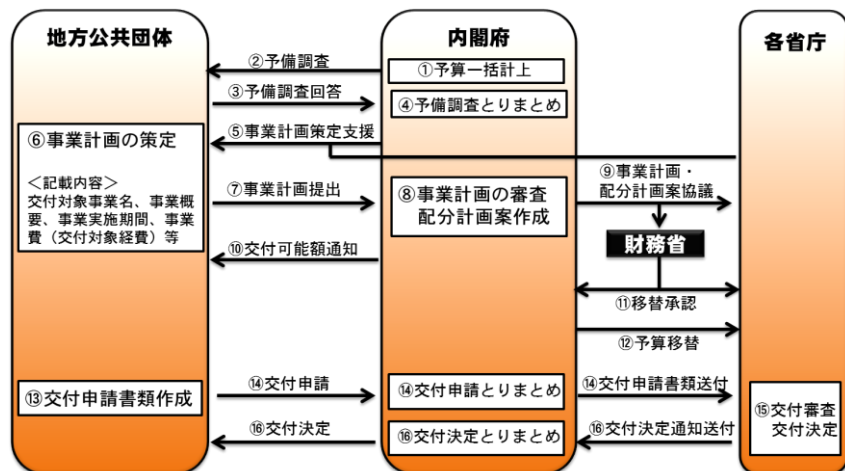 地方公共団体
内閣府
各省庁
②予備調査
①予算一括計上
③予備調査回答
④予備調査とりまとめ
⑤事業計画策定支援
⑥事業計画の策定
<記載内容>
交付対象事業名、事業概
要、事業実施期間、事業
費（交付対象経費）等
⑦事業計画提出
⑧事業計画の審査
配分計画案作成
⑨事業計画・
配分計画案協議
財務省
⑩交付可能額通知
⑪移替承認
⑫予算移替
⑬交付申請書類作成
⑭交付申請
⑭交付申請とりまとめ
⑭交付申請書類送付
⑮交付審査
交付決定
⑯交付決定
⑯交付決定とりまとめ
⑯交付決定通知送付